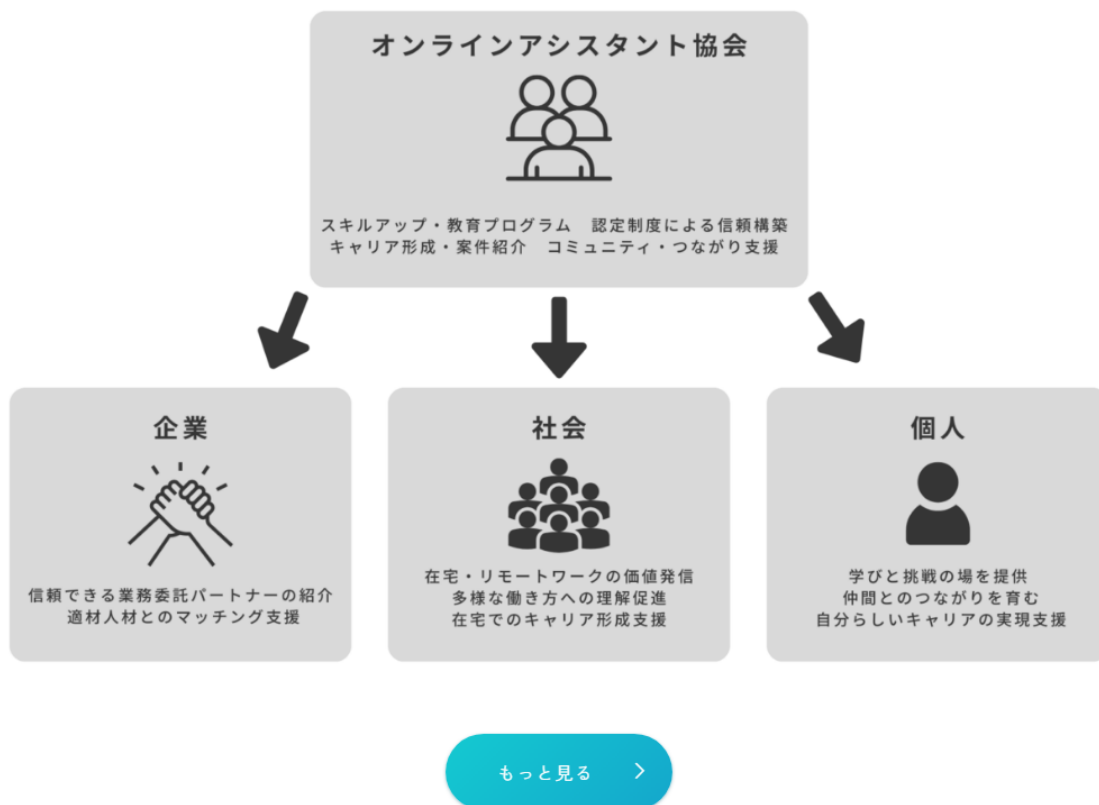 オンラインアシスタント協会
スキルアップ・教育プログラム　認定制度による信頼構築
キャリア形成・案件紹介　コミュニティ・つながり支援
企業
信頼できる業務委託パートナーの紹介
適材人材とのマッチング支援
社会
在宅・リモートワークの価値発信
多様な働き方への理解促進
在宅でのキャリア形成支援
個人
学びと挑戦の場を提供
仲間とのつながりを育む
自分らしいキャリアの実現支援
もっと見る